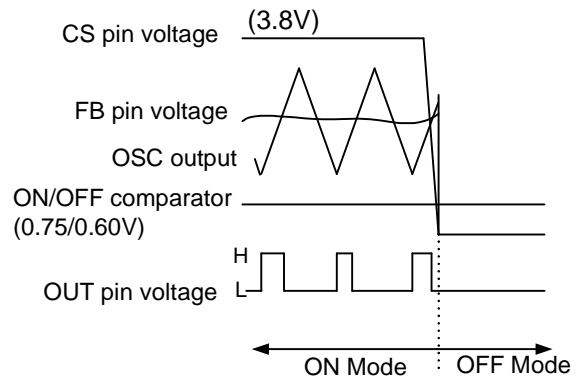 CS pin voltage
(3.8V)
FB pin voltage
OSC output
ON/OFF comparator
(0.75/0.60V)
H
OUT pin voltage
L
ON Mode
OFF Mode